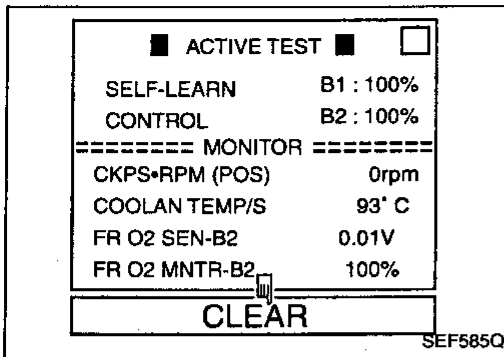 ■ ACTIVE TEST ■
SELF-LEARN B1 : 100%
CONTROL B2 : 100%
======== MONITOR ========
CKPS•RPM (POS) 0rpm
COOLAN TEMP/S 93° C
FR O2 SEN-B2 0.01V
FR O2 MNTR-B2 100%
CLEAR
SEF585Q